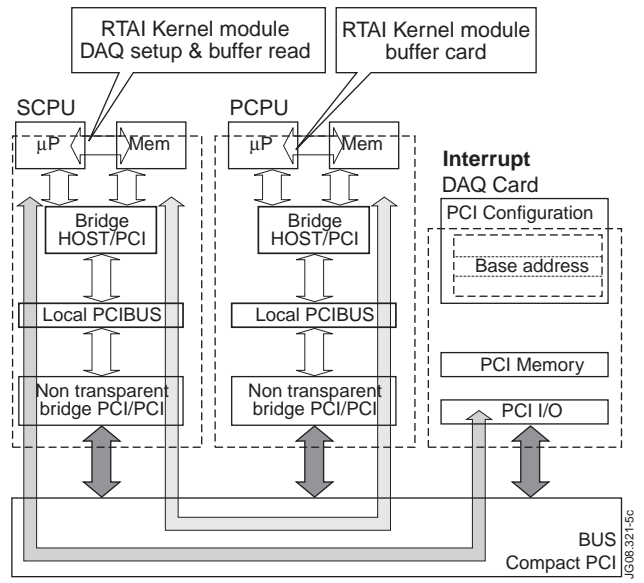 RTAI Kernel module
DAQ setup & buffer read
RTAI Kernel module
buffer card
SCPU
PCPU
μP
Mem
μP
Mem
Interrupt
DAQ Card
PCI Configuration
Base address
Bridge
HOST/PCI
Bridge
HOST/PCI
Local PCIBUS
Local PCIBUS
PCI Memory
Non transparent
bridge PCI/PCI
Non transparent
bridge PCI/PCI
PCI I/O
BUS
Compact PCI
JG08.321-5c